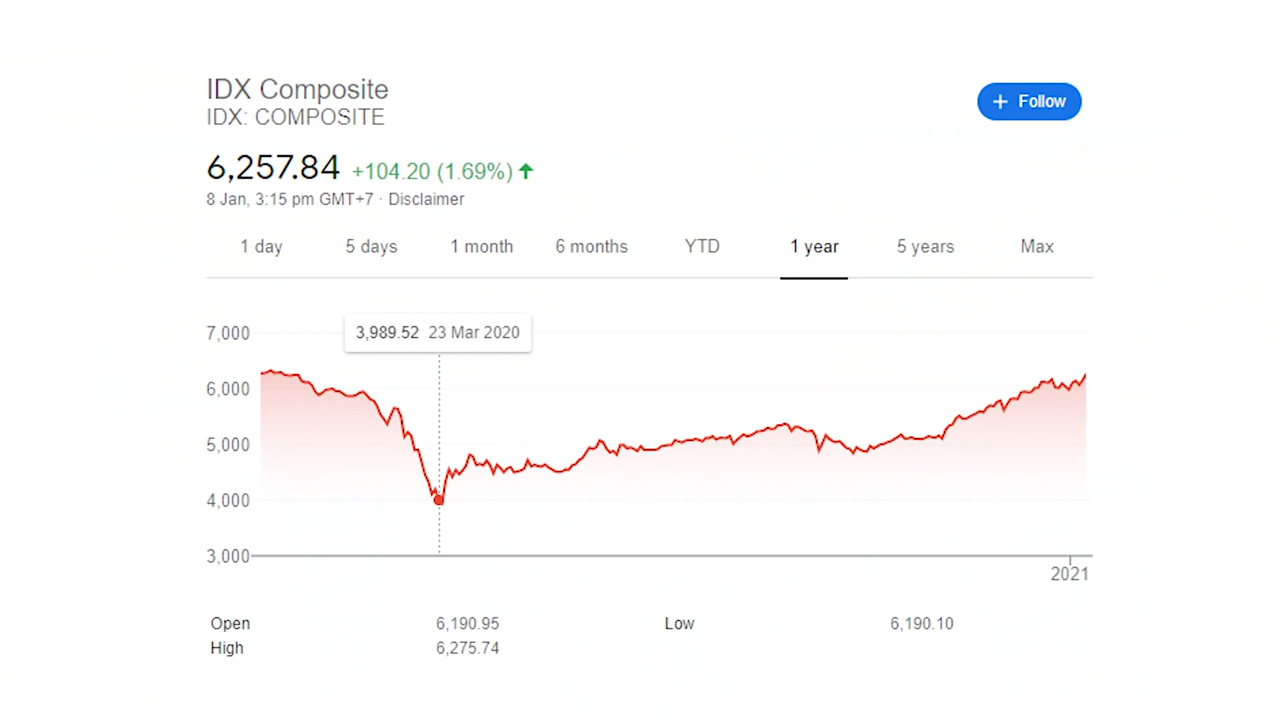 IDX Composite
IDX: COMPOSITE
+ Follow
6,257.84 +104.20 (1.69%)
8 Jan, 3:15 pm GMT+7 · Disclaimer
1 day 5 days 1 month 6 months YTD 1 year 5 years Max
3,989.52 23 Mar 2020
7,000
6,000
5,000
4,000
3,000
2021
Open 6,190.95 Low 6,190.10
High 6,275.74